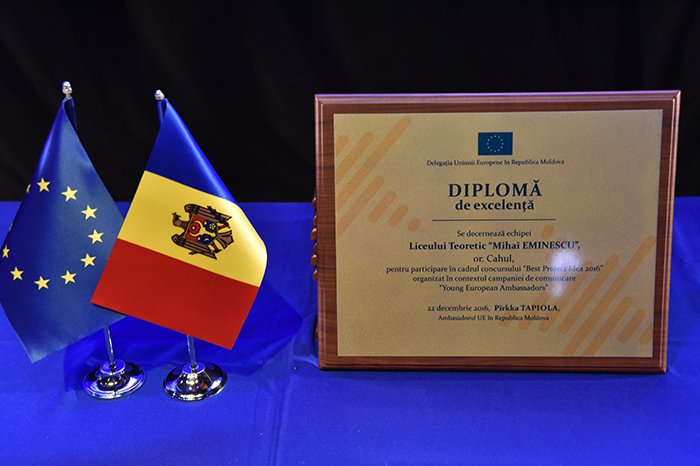 Delegația Uniunii Europene în Republica Moldova
DIPLOMĂ
de excelență
Se decernează echipei
Liceului Teoretic "Mihai EMINESCU",
or. Cahul,
pentru participare în cadrul concursului "Best Project Idea 2016"
organizat în contextul campaniei de comunicare
"Young European Ambassadors"
22 decembrie 2016, Pirkka TAPIOLA,
Ambasadorul UE în Republica Moldova